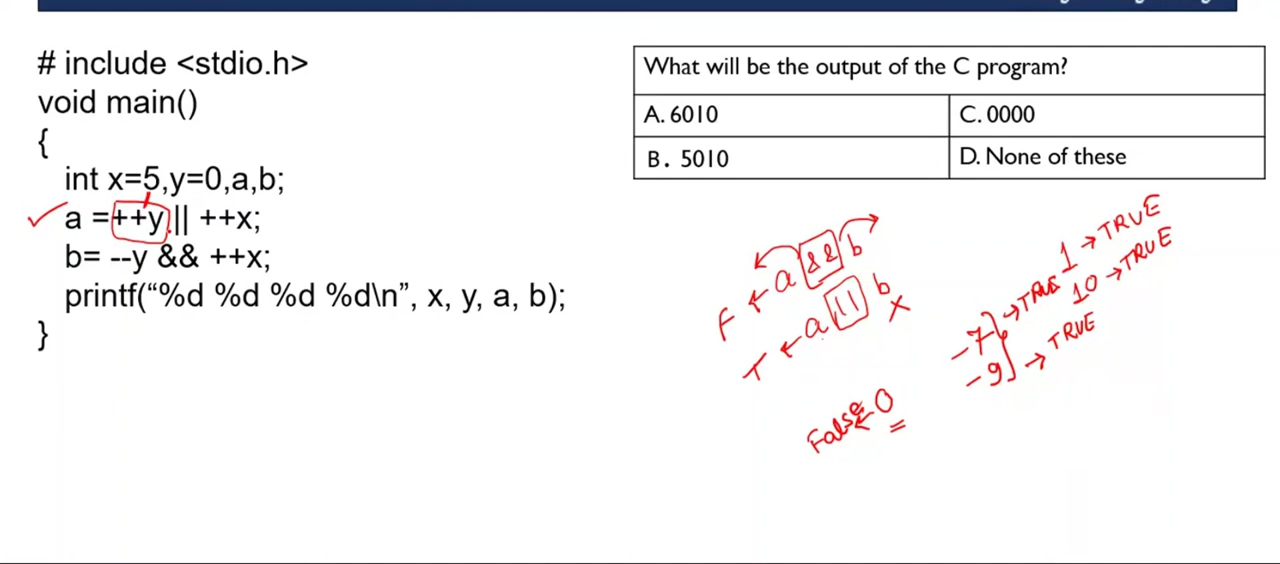 # include <stdio.h>
void main()
{
int x=5,y=0,a,b;
a =++y || ++x;
b= --y && ++x;
printf(“%d %d %d %d\n”, x, y, a, b);
}
What will be the output of the C program?
A. 6010
C. 0000
B. 5010
D. None of these
1 → TRUE
10 → TRUE
F ← a && b
T ← a || b
X
-7 → TRUE
-9 → TRUE
False ← 0